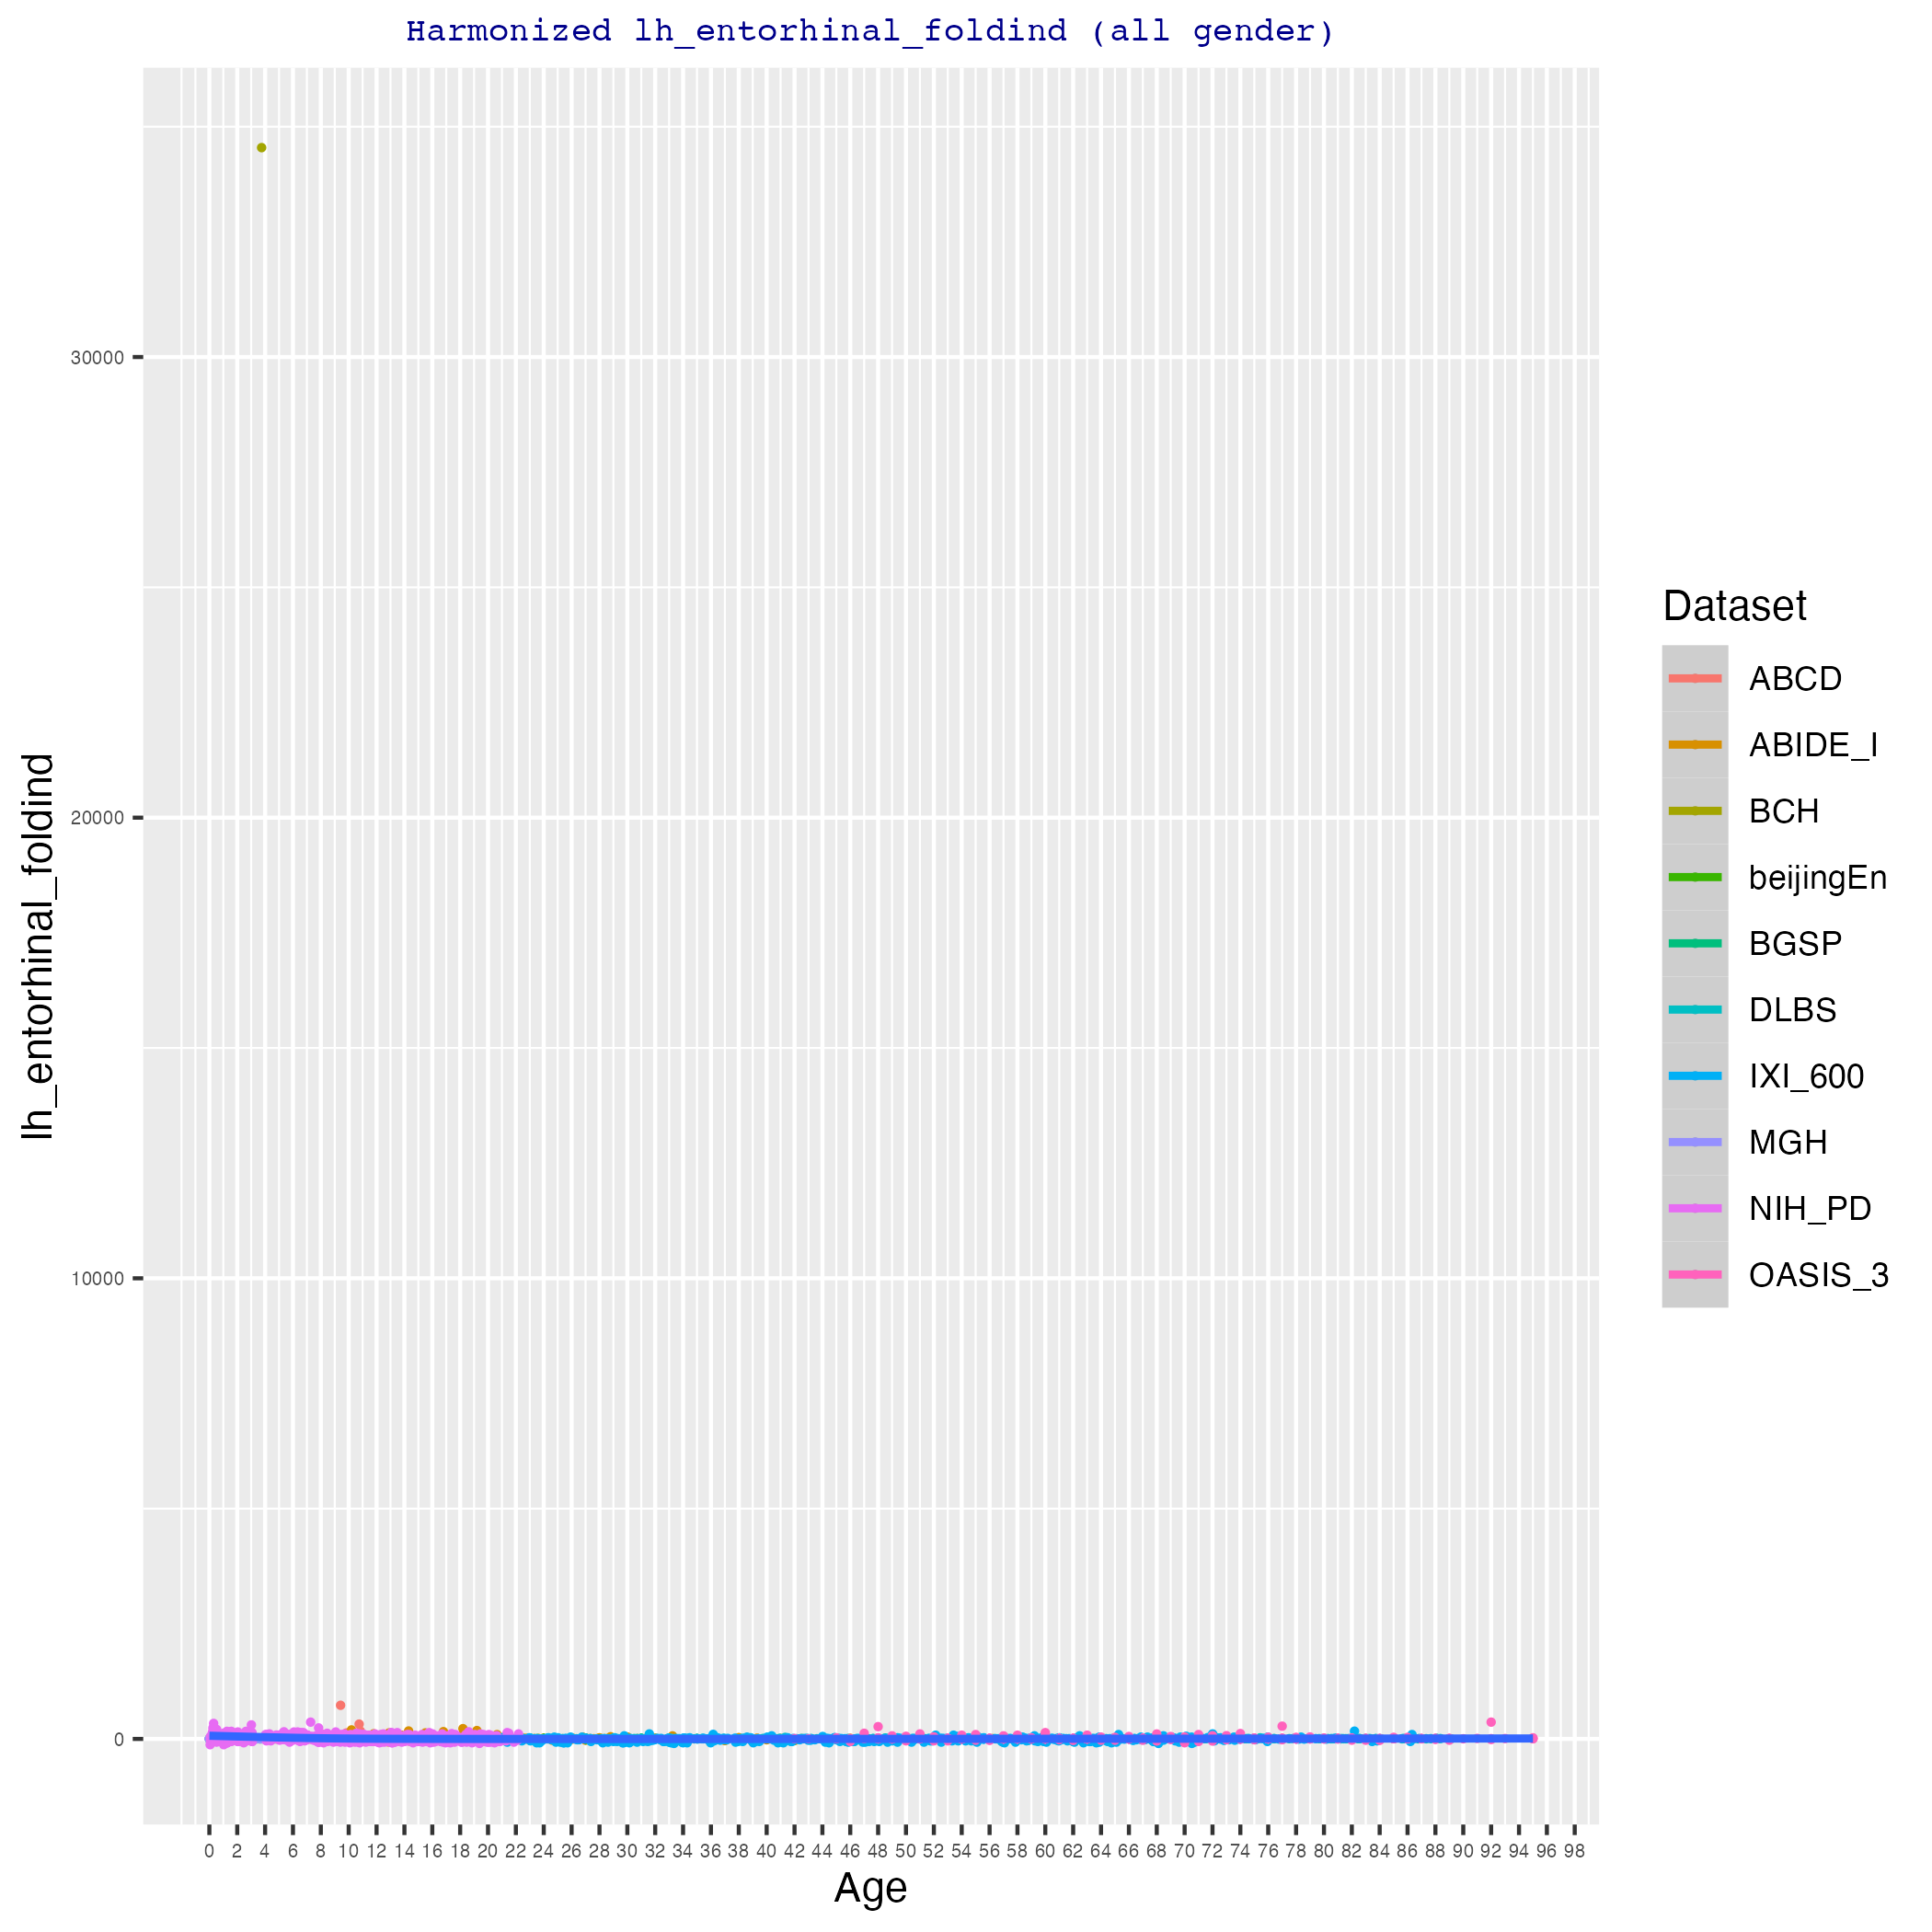 Harmonized lh_entorhinal_foldind (all gender)
lh_entorhinal_foldind
30000
20000
10000
0
0 2 4 6 8 10 12 14 16 18 20 22 24 26 28 30 32 34 36 38 40 42 44 46 48 50 52 54 56 58 60 62 64 66 68 70 72 74 76 78 80 82 84 86 88 90 92 94 96 98
Age
Dataset
ABCD
ABIDE_I
BCH
beijingEn
BGSP
DLBS
IXI_600
MGH
NIH_PD
OASIS_3